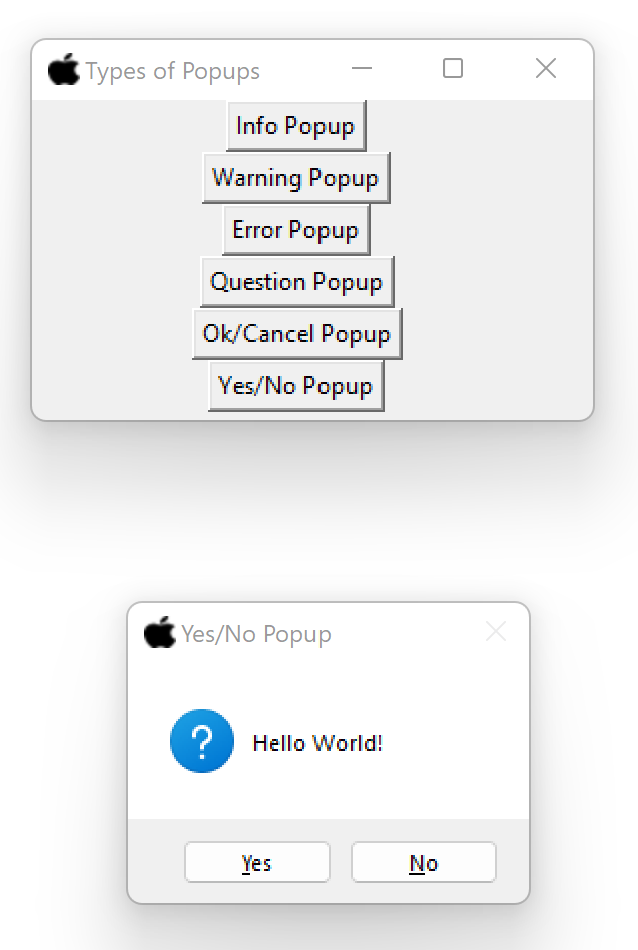 Types of Popups
Info Popup
Warning Popup
Error Popup
Question Popup
Ok/Cancel Popup
Yes/No Popup
Yes/No Popup
?
Hello World!
Yes No